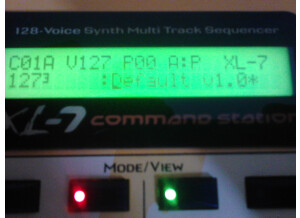 128-Voice Synth Multi Track Sequencer
C01A V127 P00 A:P XL-7
127³ :Default v1.0*
XL-7 COMMAND STATION
MODE/VIEW